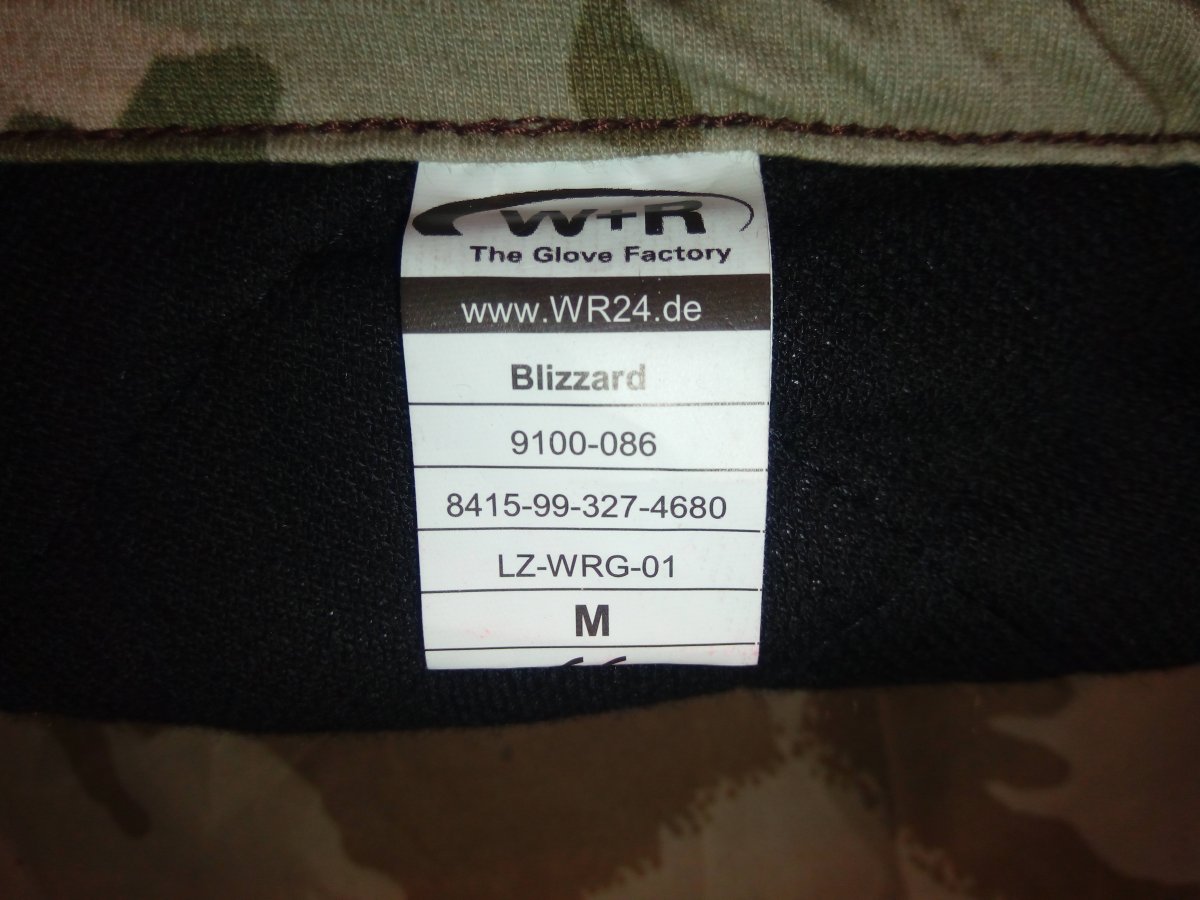 W+R
The Glove Factory
www.WR24.de
Blizzard
9100-086
8415-99-327-4680
LZ-WRG-01
M